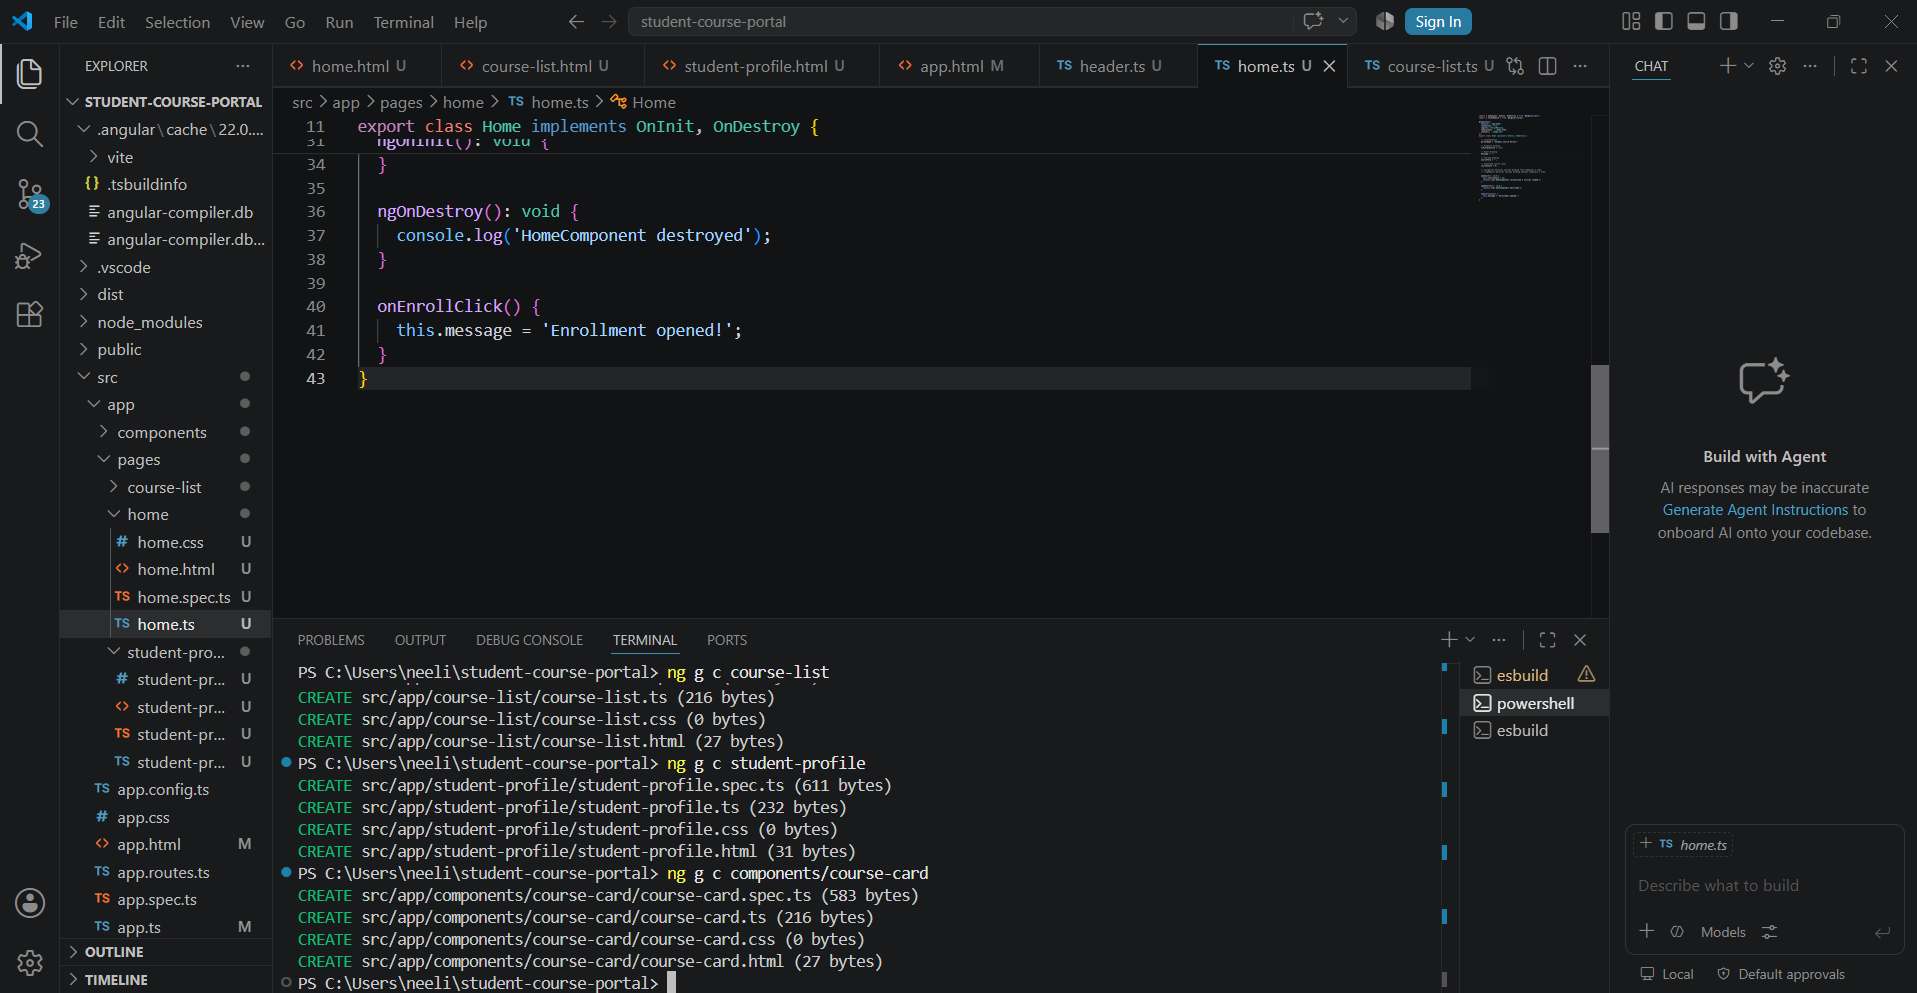 File Edit Selection View Go Run Terminal Help
student-course-portal
Sign In
EXPLORER
STUDENT-COURSE-PORTAL
.angular\cache\22.0....
vite
.tsbuildinfo
angular-compiler.db
angular-compiler.db...
.vscode
dist
node_modules
public
src
app
components
pages
course-list
home
home.css U
home.html U
home.spec.ts U
home.ts U
student-pro...
student-pr... U
student-pr... U
student-pr... U
student-pr... U
app.config.ts
app.css
app.html M
app.routes.ts
app.spec.ts
app.ts M
OUTLINE
TIMELINE
23
home.html U
course-list.html U
student-profile.html U
app.html M
header.ts U
home.ts U
course-list.ts U
src > app > pages > home > TS home.ts > Home
11 export class Home implements OnInit, OnDestroy {
31 ngOnInit(): void {
34 }
35
36 ngOnDestroy(): void {
37 console.log('HomeComponent destroyed');
38 }
39
40 onEnrollClick() {
41 this.message = 'Enrollment opened!';
42 }
43 }
PROBLEMS OUTPUT DEBUG CONSOLE TERMINAL PORTS
PS C:\Users\neeli\student-course-portal> ng g c course-list
CREATE src/app/course-list/course-list.ts (216 bytes)
CREATE src/app/course-list/course-list.css (0 bytes)
CREATE src/app/course-list/course-list.html (27 bytes)
PS C:\Users\neeli\student-course-portal> ng g c student-profile
CREATE src/app/student-profile/student-profile.spec.ts (611 bytes)
CREATE src/app/student-profile/student-profile.ts (232 bytes)
CREATE src/app/student-profile/student-profile.css (0 bytes)
CREATE src/app/student-profile/student-profile.html (31 bytes)
PS C:\Users\neeli\student-course-portal> ng g c components/course-card
CREATE src/app/components/course-card/course-card.spec.ts (583 bytes)
CREATE src/app/components/course-card/course-card.ts (216 bytes)
CREATE src/app/components/course-card/course-card.css (0 bytes)
CREATE src/app/components/course-card/course-card.html (27 bytes)
PS C:\Users\neeli\student-course-portal>
esbuild
powershell
esbuild
CHAT
Build with Agent
AI responses may be inaccurate
Generate Agent Instructions to
onboard AI onto your codebase.
TS home.ts
Describe what to build
Models
Local Default approvals